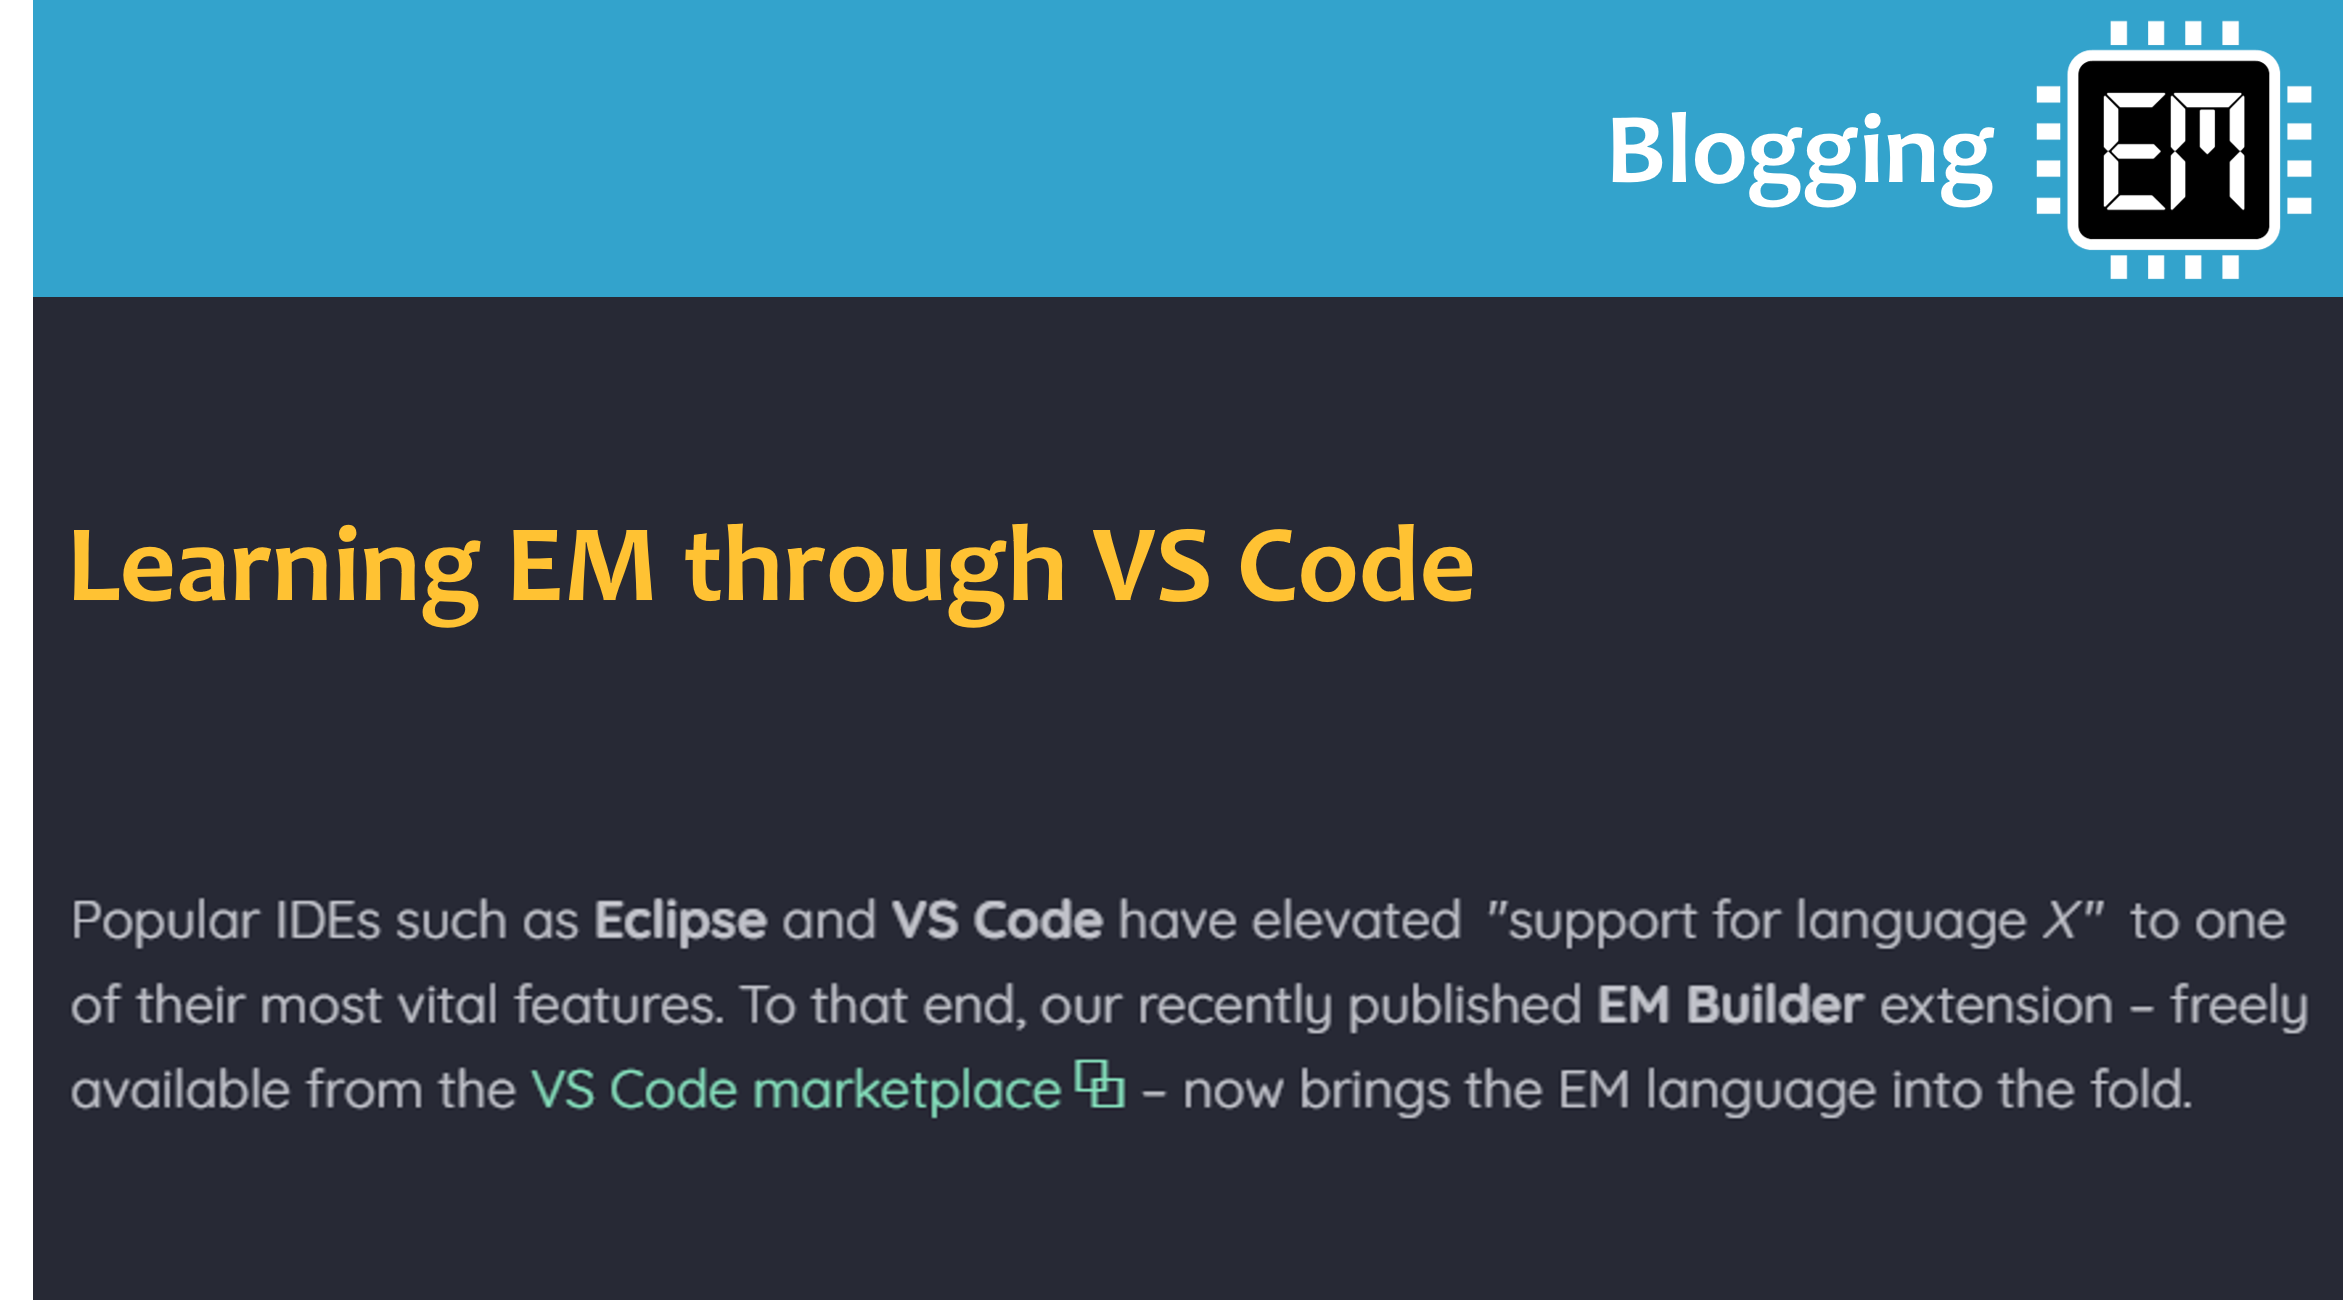 Blogging EM
Learning EM through VS Code
Popular IDEs such as Eclipse and VS Code have elevated "support for language X" to one
of their most vital features. To that end, our recently published EM Builder extension – freely
available from the VS Code marketplace – now brings the EM language into the fold.